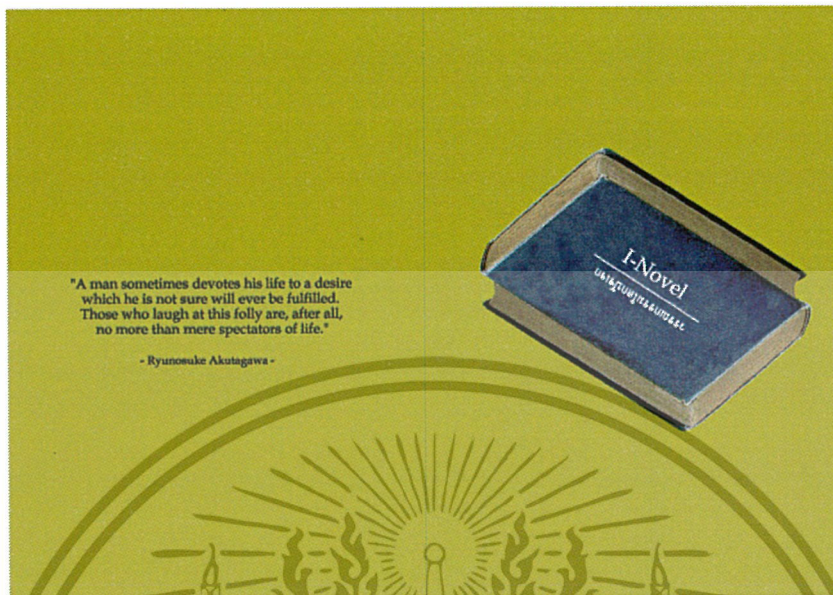 "A man sometimes devotes his life to a desire
which he is not sure will ever be fulfilled.
Those who laugh at this folly are, after all,
no more than mere spectators of life."
- Ryunosuke Akutagawa -
I-Novel